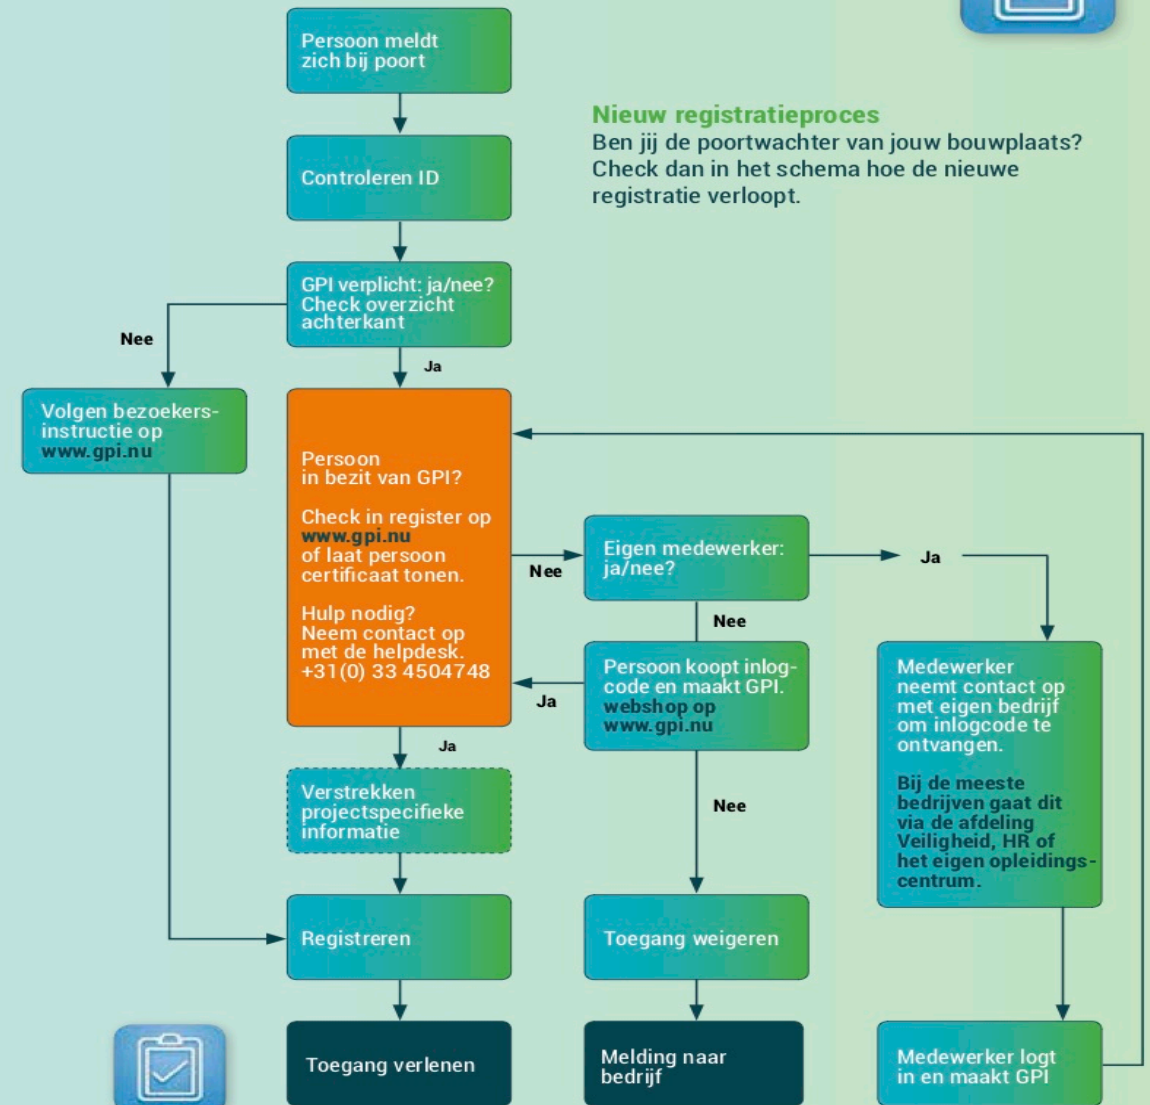 Persoon meldt
zich bij poort
Nieuw registratieproces
Ben jij de poortwachter van jouw bouwplaats?
Check dan in het schema hoe de nieuwe
registratie verloopt.
Controleren ID
GPI verplicht: ja/nee?
Check overzicht
achterkant
Nee
Ja
Volgen bezoekers-
instructie op
www.gpi.nu
Persoon
in bezit van GPI?
Check in register op
www.gpi.nu
of laat persoon
certificaat tonen.
Hulp nodig?
Neem contact op
met de helpdesk.
+31(0) 33 4504748
Nee
Eigen medewerker:
ja/nee?
Ja
Nee
Persoon koopt inlog-
code en maakt GPI.
webshop op
www.gpi.nu
Ja
Medewerker
neemt contact op
met eigen bedrijf
om inlogcode te
ontvangen.
Bij de meeste
bedrijven gaat dit
via de afdeling
Veiligheid, HR of
het eigen opleidings-
centrum.
Ja
Nee
Verstrekken
projectspecifieke
informatie
Registreren
Toegang weigeren
Toegang verlenen
Melding naar
bedrijf
Medewerker logt
in en maakt GPI